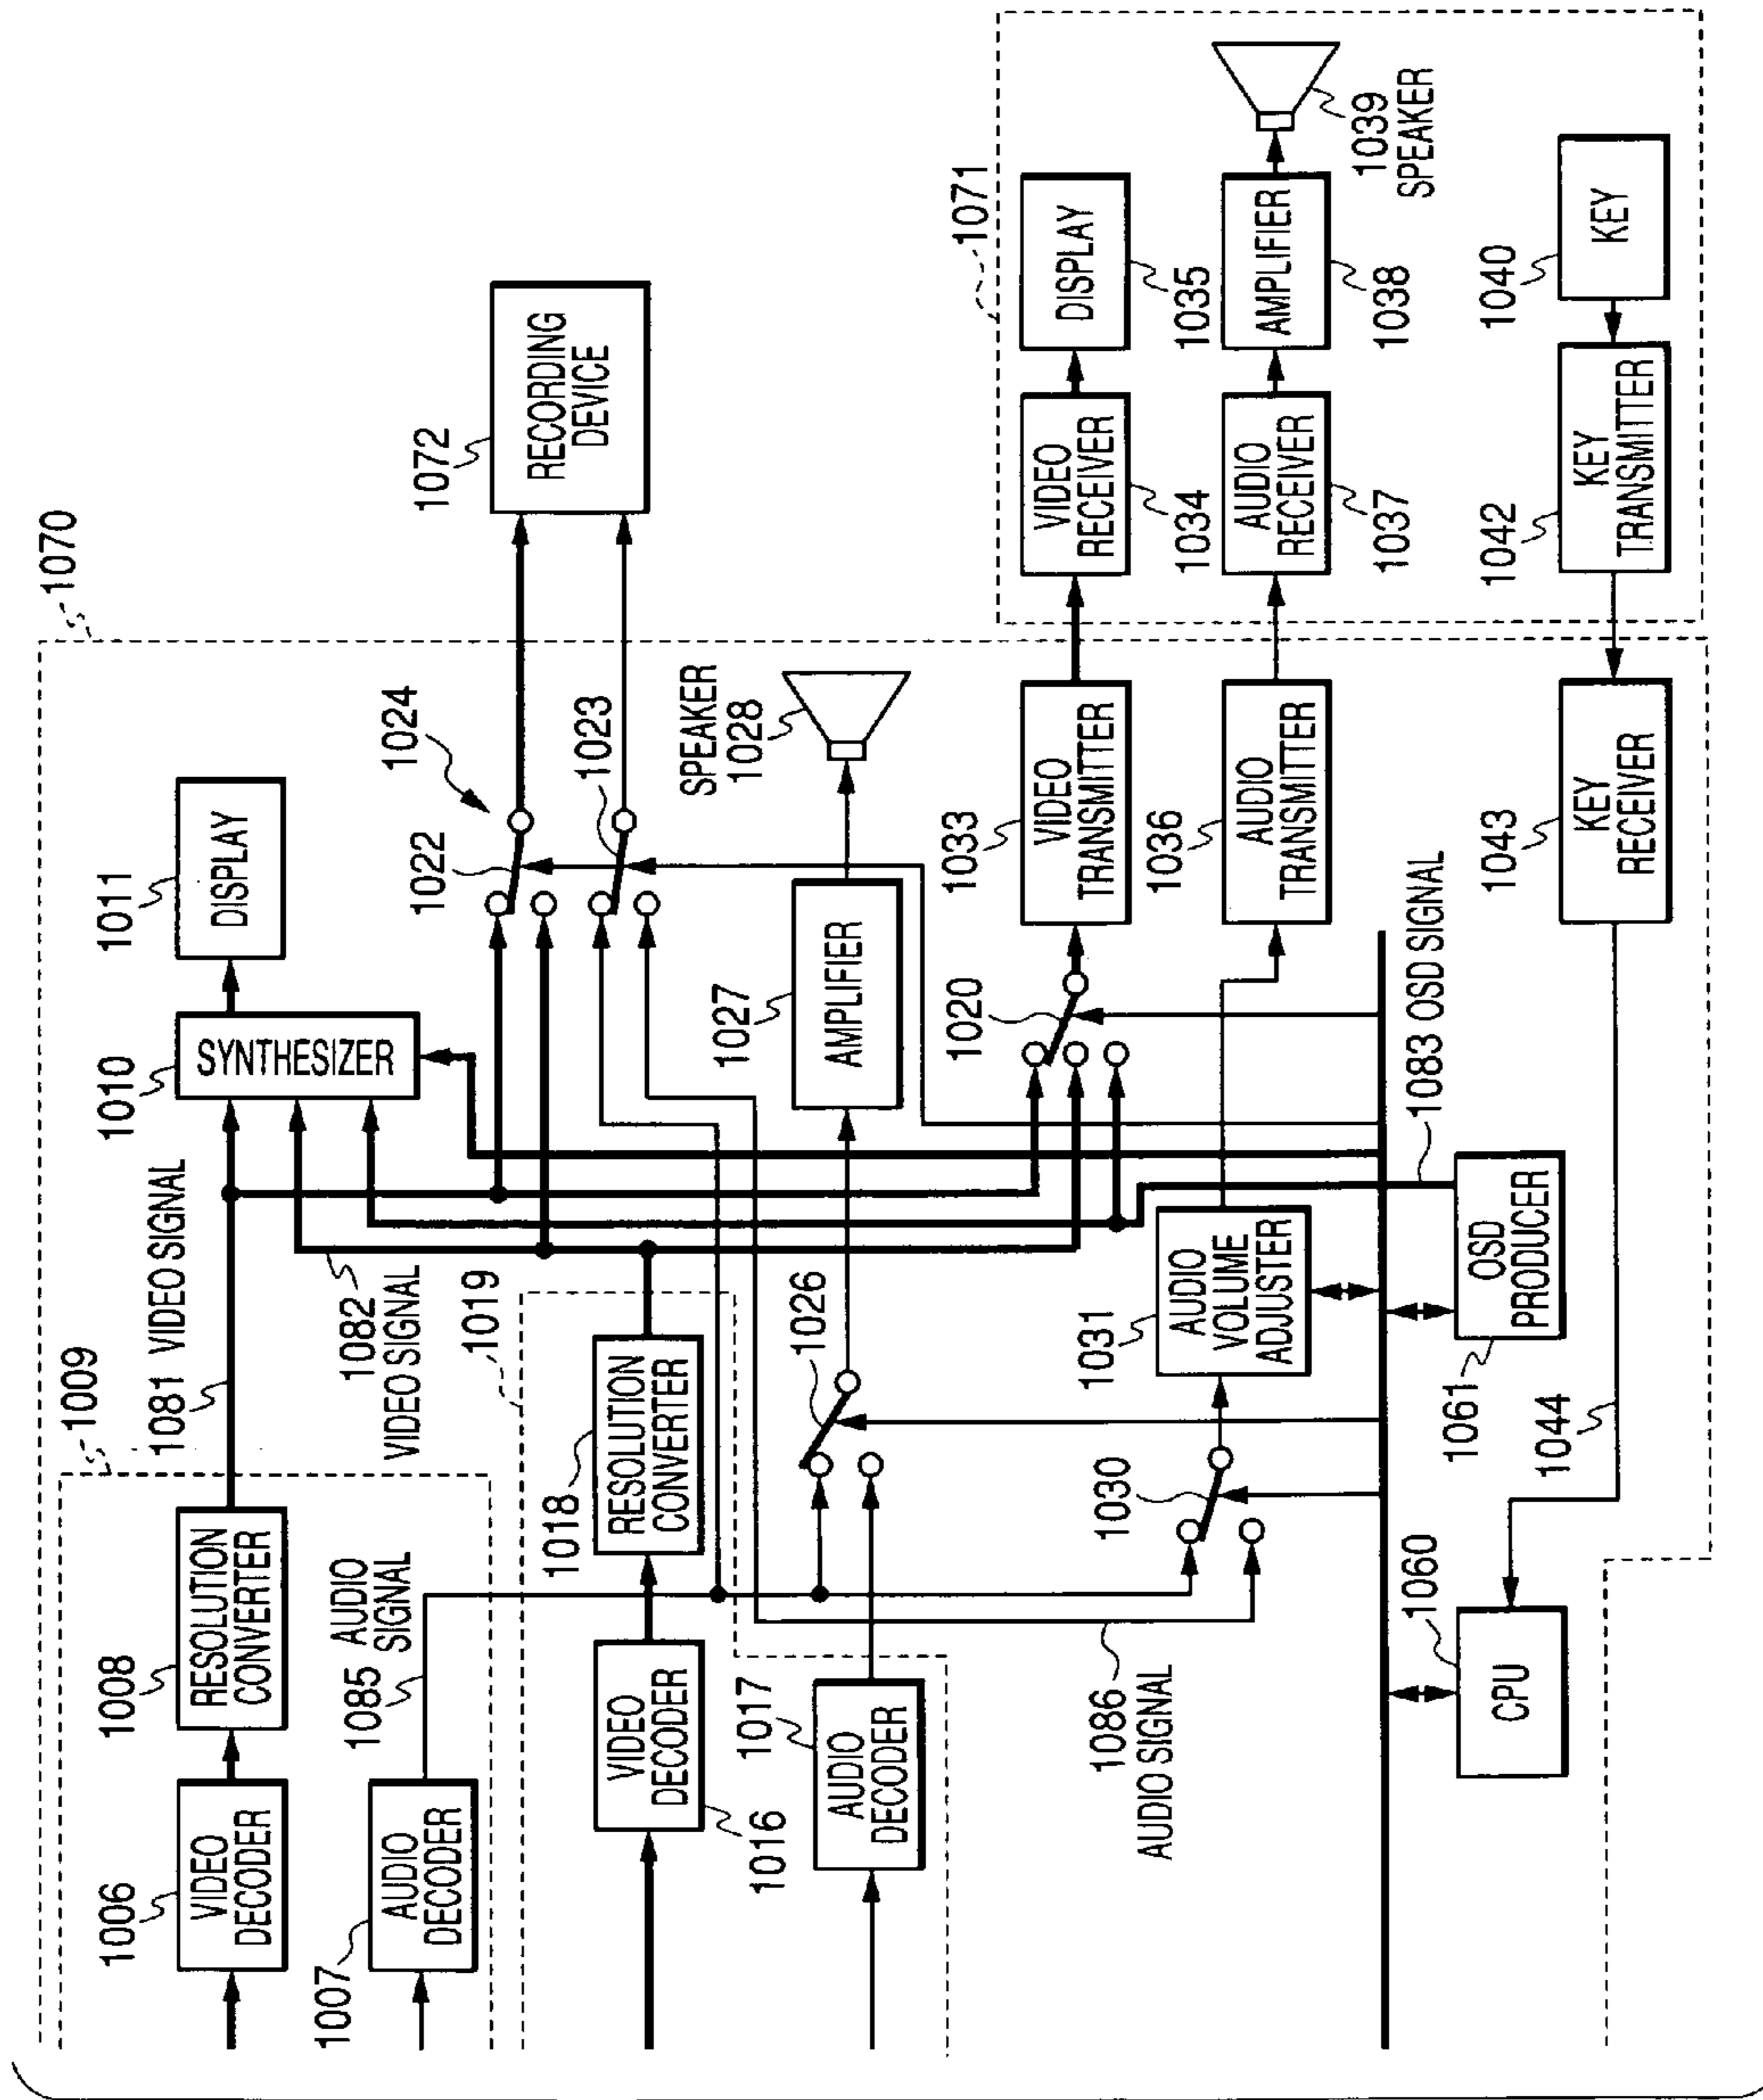 1070
1009
1006
VIDEO
DECODER
1008
RESOLUTION
CONVERTER
1081 VIDEO SIGNAL
1010
SYNTHESIZER
1011
DISPLAY
1007
AUDIO
DECODER
1085 AUDIO
SIGNAL
1082
VIDEO SIGNAL
1019
1024
1022
1023
1072
RECORDING
DEVICE
1016
VIDEO
DECODER
1018
RESOLUTION
CONVERTER
1017
AUDIO
DECODER
1026
1027
AMPLIFIER
SPEAKER
1028
1071
1020
1033
VIDEO
TRANSMITTER
1034
VIDEO
RECEIVER
1035
DISPLAY
1086
AUDIO SIGNAL
1030
1031
AUDIO
VOLUME
ADJUSTER
1036
AUDIO
TRANSMITTER
1037
AUDIO
RECEIVER
1038
AMPLIFIER
1039
SPEAKER
1060
CPU
1044
1061
OSD
PRODUCER
1083 OSD SIGNAL
1043
KEY
RECEIVER
1042
KEY
TRANSMITTER
1040
KEY